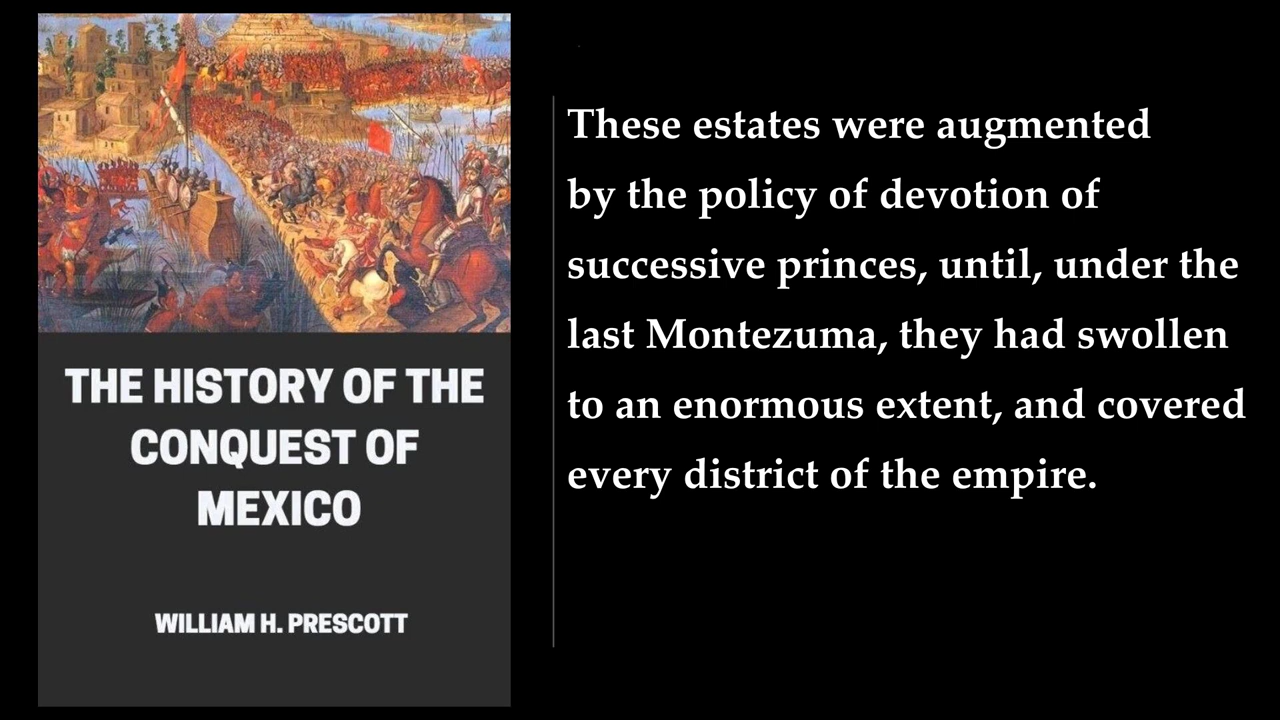 THE HISTORY OF THE
CONQUEST OF
MEXICO
WILLIAM H. PRESCOTT
These estates were augmented
by the policy of devotion of
successive princes, until, under the
last Montezuma, they had swollen
to an enormous extent, and covered
every district of the empire.